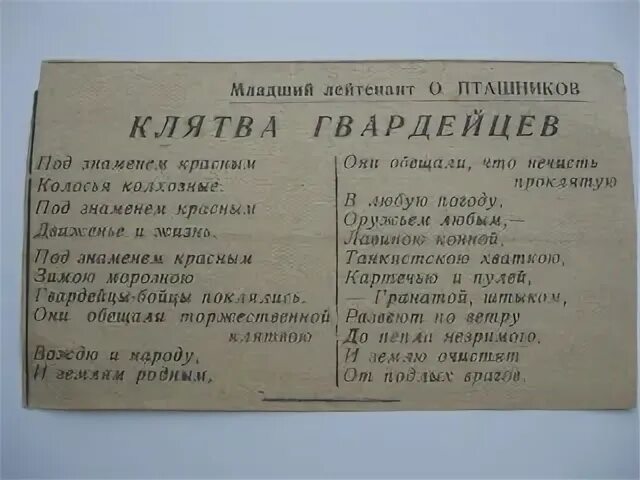 Младший лейтенант О. ПТАШНИКОВ
КЛЯТВА ГВАРДЕЙЦЕВ
Под знаменем красным
Колосья колхозные.
Под знаменем красным
Движенье и жизнь.
Под знаменем красным
Зимою морозною
Гвардейцы-бойцы поклялись.
Они обещали торжественной
клятвою
Вождю и народу,
И землям родным,
Они обещали, что нечисть
проклятую
В любую погоду,
Оружьем любым,—
Лавиною конной,
Танкистскою хваткою,
Картечью и пулей,
— Гранатой, штыком,
Развеют по ветру
До пепла незримого,
И землю очистят
От подлых врагов.